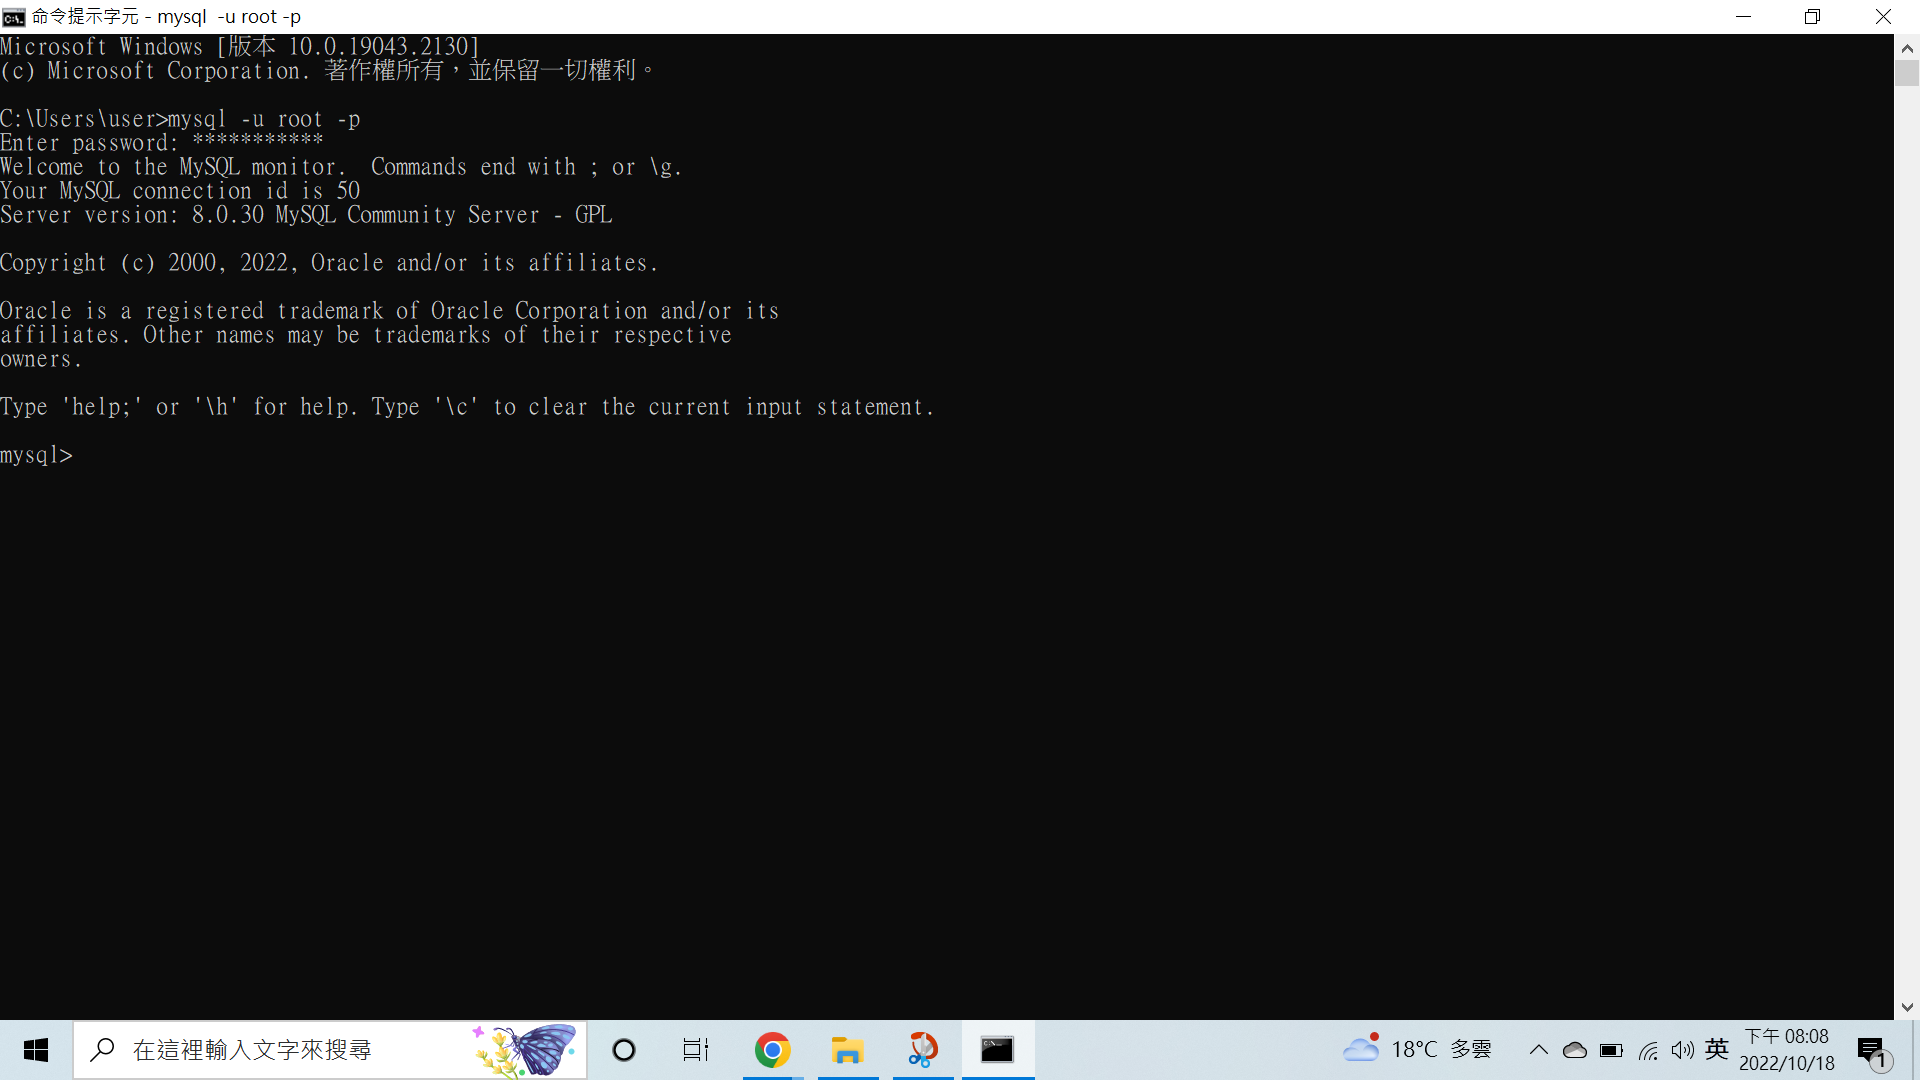 命令提示字元 - mysql  -u root -p
Microsoft Windows [版本 10.0.19043.2130]
(c) Microsoft Corporation. 著作權所有，並保留一切權利。
C:\Users\user>mysql -u root -p
Enter password: ***********
Welcome to the MySQL monitor.  Commands end with ; or \g.
Your MySQL connection id is 50
Server version: 8.0.30 MySQL Community Server - GPL
Copyright (c) 2000, 2022, Oracle and/or its affiliates.
Oracle is a registered trademark of Oracle Corporation and/or its
affiliates. Other names may be trademarks of their respective
owners.
Type 'help;' or '\h' for help. Type '\c' to clear the current input statement.
mysql>
在這裡輸入文字來搜尋
18°C 多雲
英
下午 08:08
2022/10/18
1